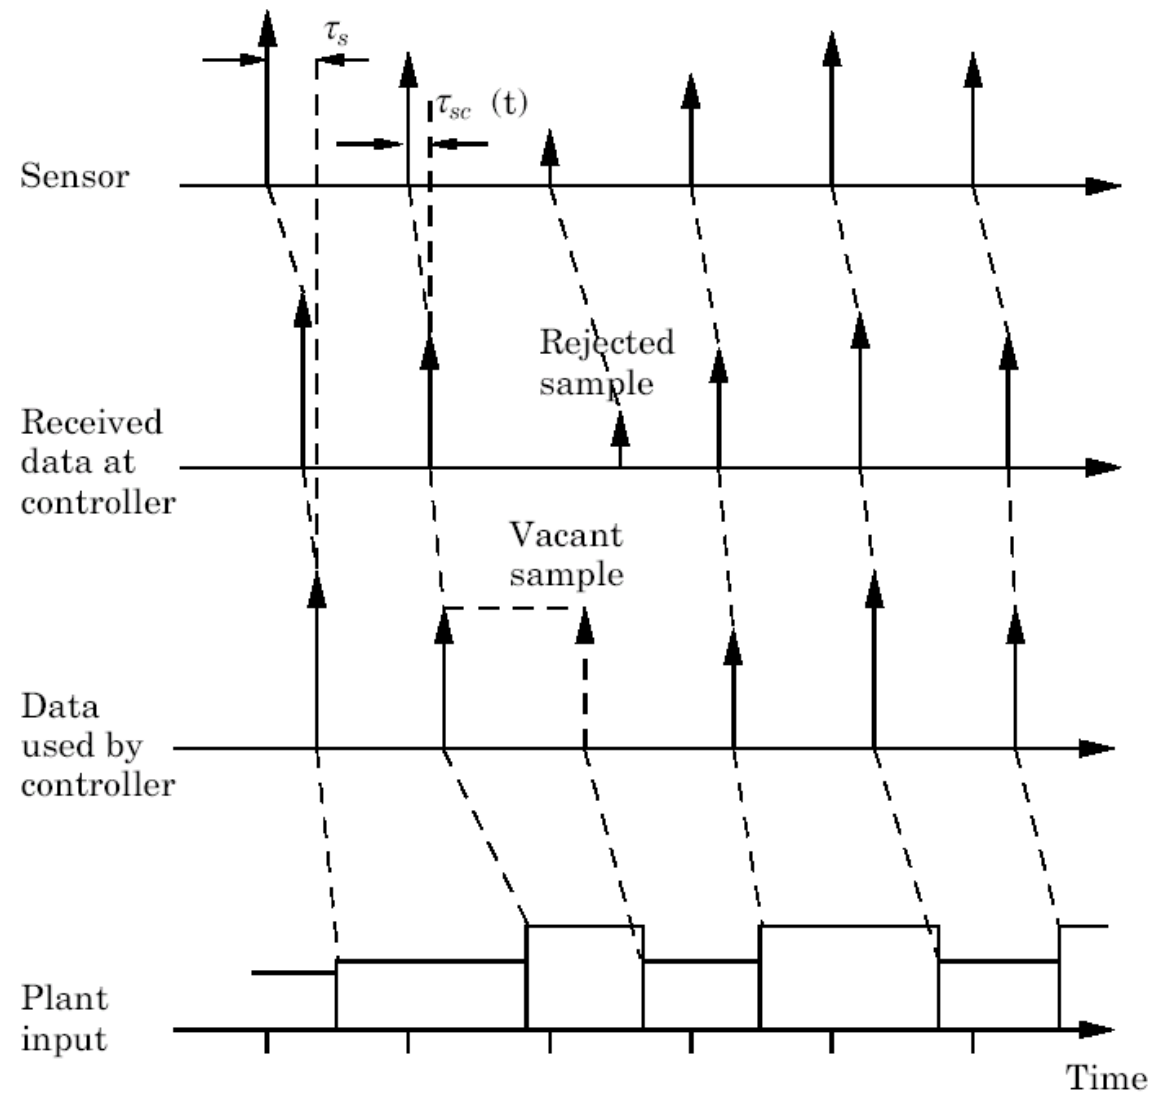 τs
τsc (t)
Sensor
Rejected
sample
Received
data at
controller
Vacant
sample
Data
used by
controller
Plant
input
Time